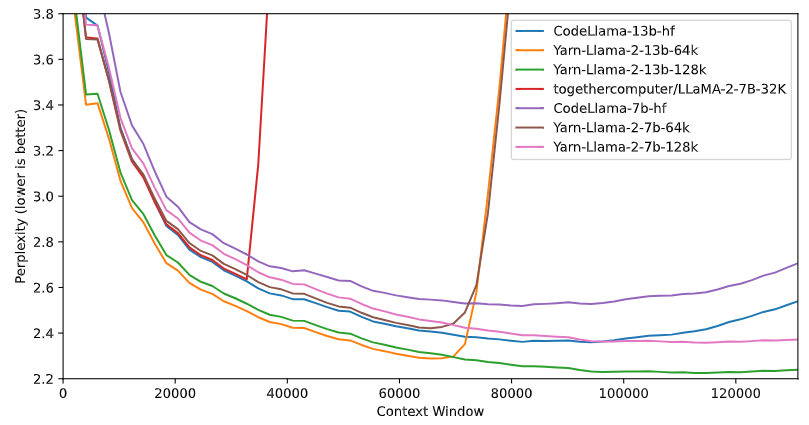 3.8
3.6
3.4
3.2
3.0
2.8
2.6
2.4
2.2
Perplexity (lower is better)
CodeLlama-13b-hf
Yarn-Llama-2-13b-64k
Yarn-Llama-2-13b-128k
togethercomputer/LLaMA-2-7B-32K
CodeLlama-7b-hf
Yarn-Llama-2-7b-64k
Yarn-Llama-2-7b-128k
0 20000 40000 60000 80000 100000 120000
Context Window